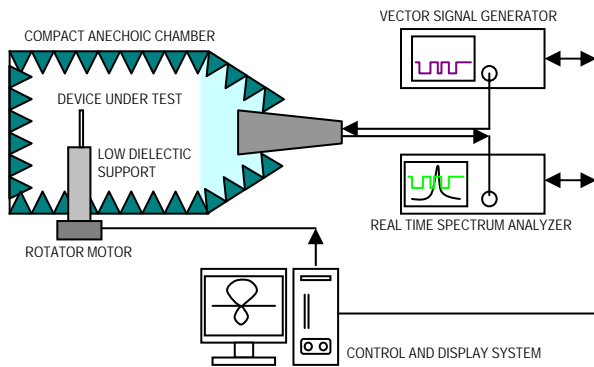 VECTOR SIGNAL GENERATOR
COMPACT ANECHOIC CHAMBER
DEVICE UNDER TEST
LOW DIELECTIC
SUPPORT
REAL TIME SPECTRUM ANALYZER
ROTATOR MOTOR
CONTROL AND DISPLAY SYSTEM